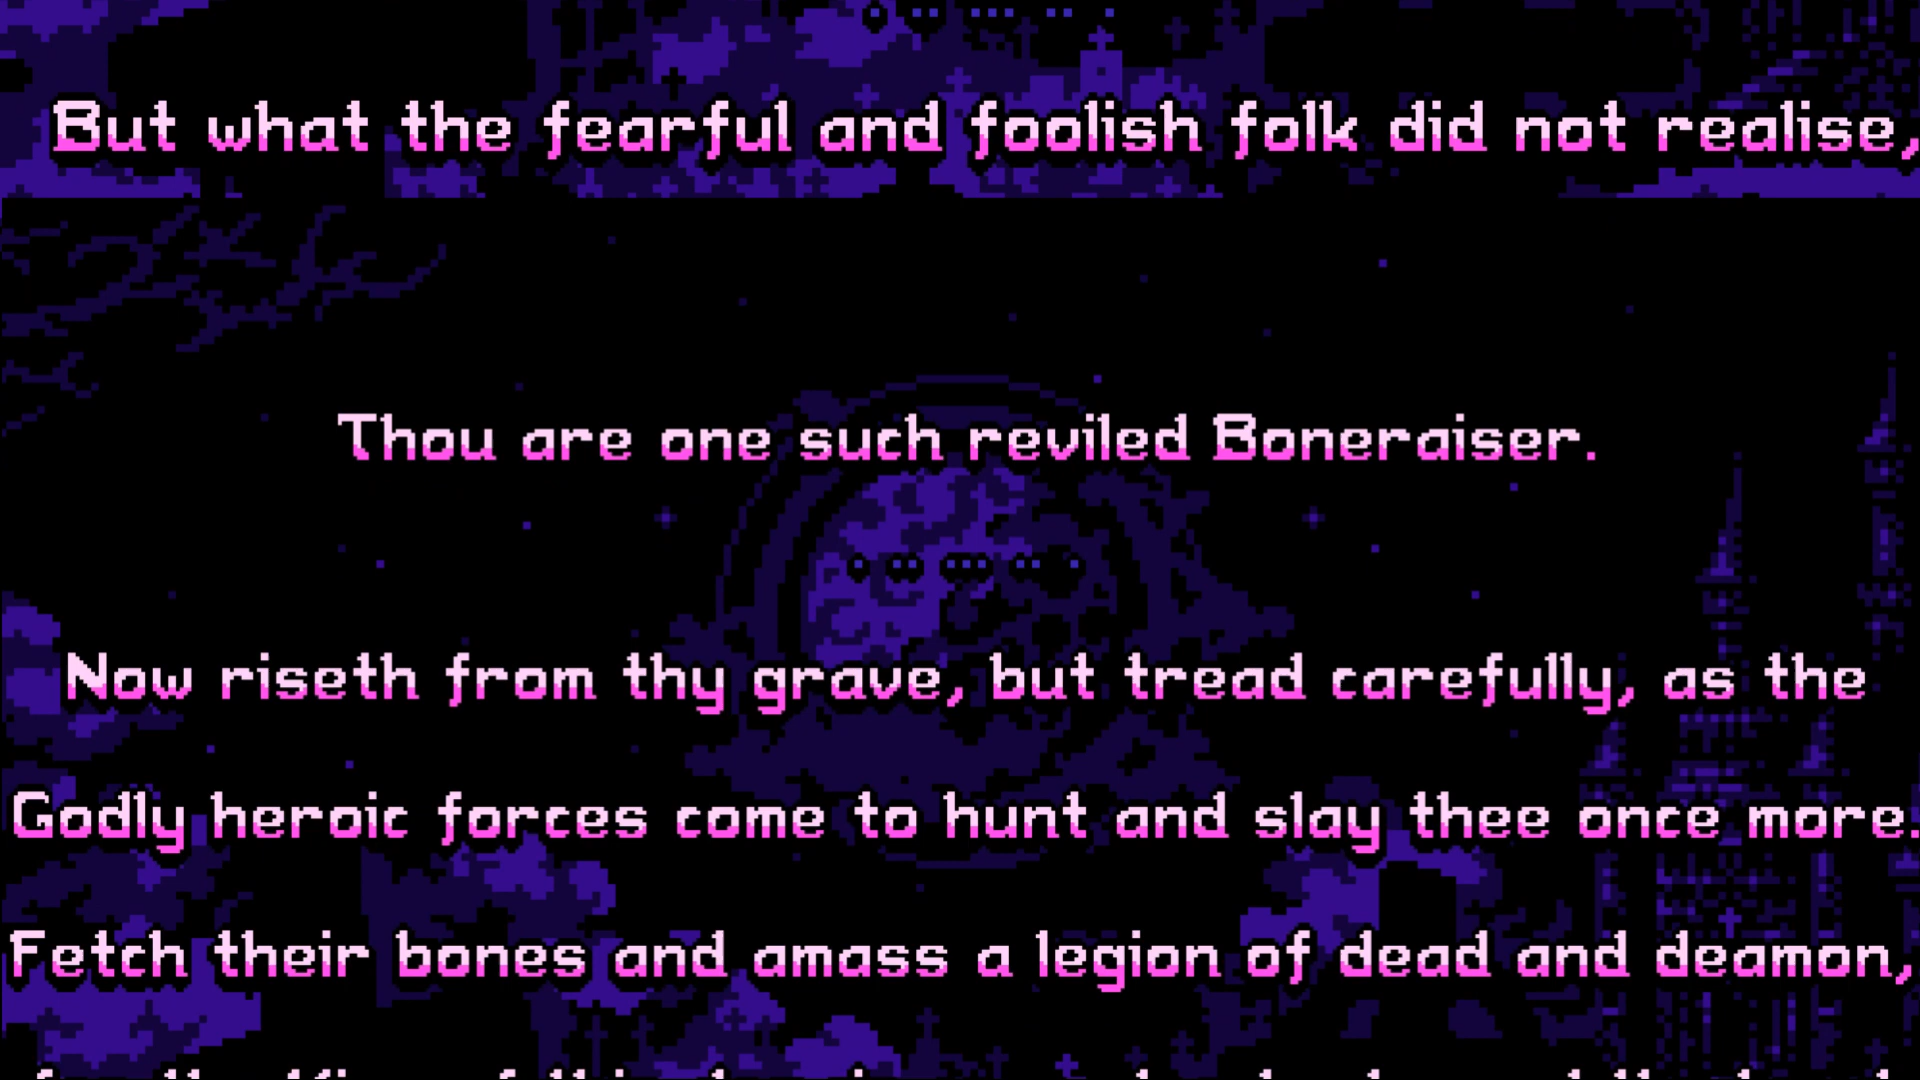 But what the fearful and foolish folk did not realise,
Thou are one such reviled Boneraiser.
Now riseth from thy grave, but tread carefully, as the
Godly heroic forces come to hunt and slay thee once more.
Fetch their bones and amass a legion of dead and deamon,